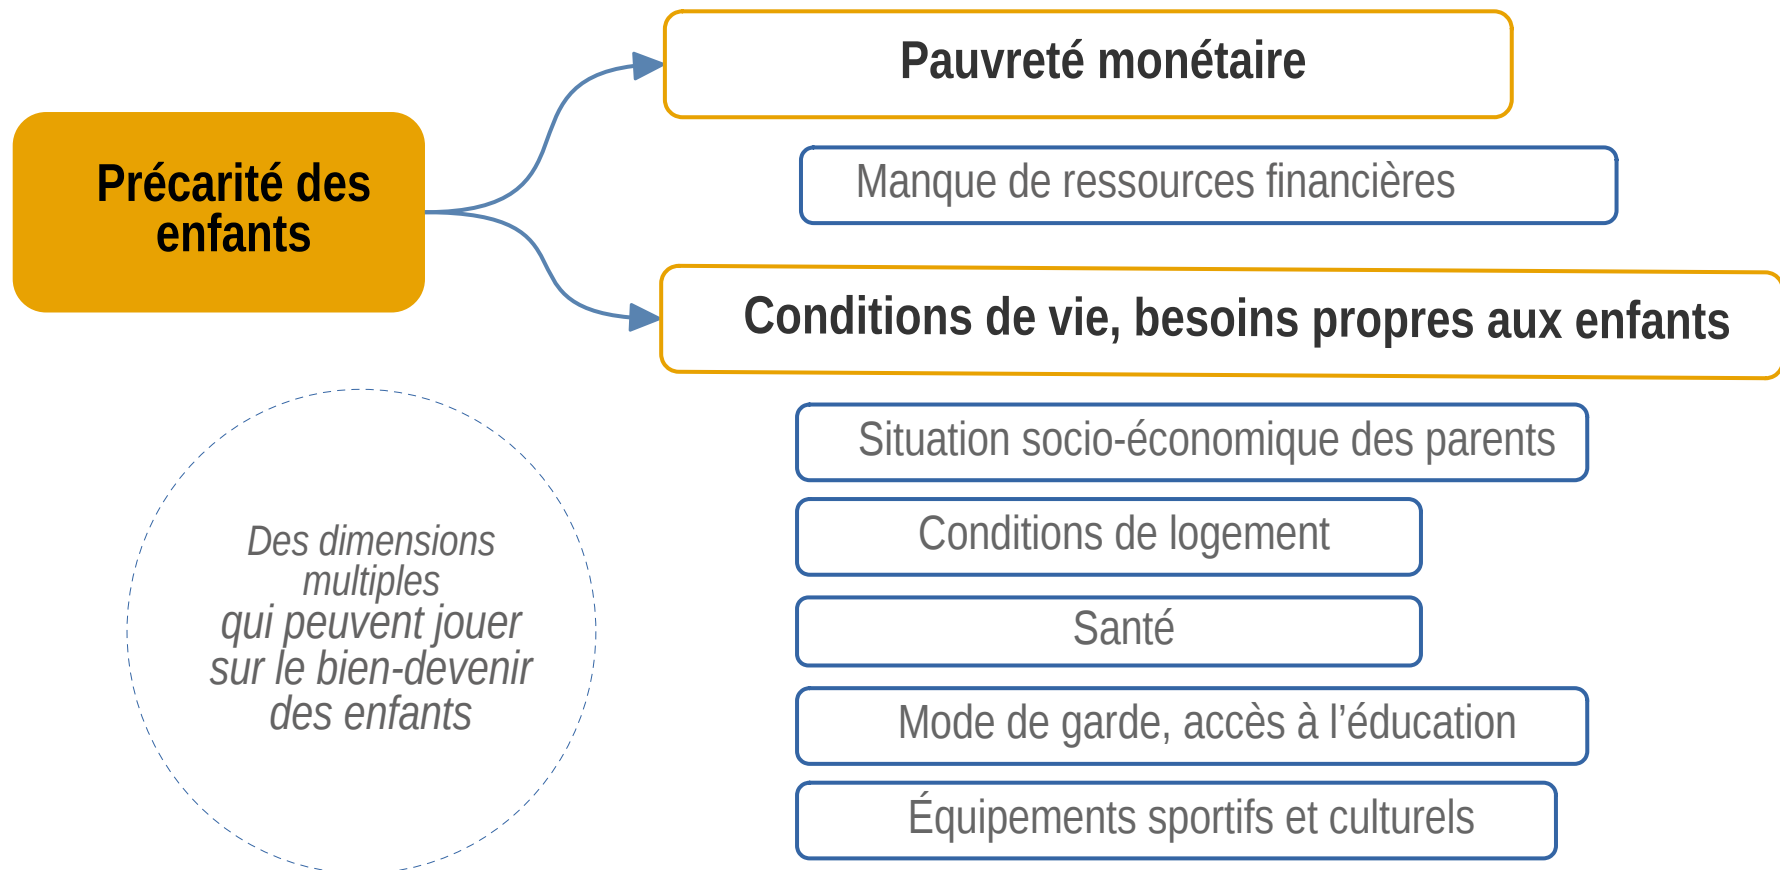 Précarité des
enfants
Pauvreté monétaire
Manque de ressources financières
Conditions de vie, besoins propres aux enfants
Situation socio-économique des parents
Conditions de logement
Santé
Mode de garde, accès à l’éducation
Équipements sportifs et culturels
Des dimensions
multiples
qui peuvent jouer
sur le bien-devenir
des enfants